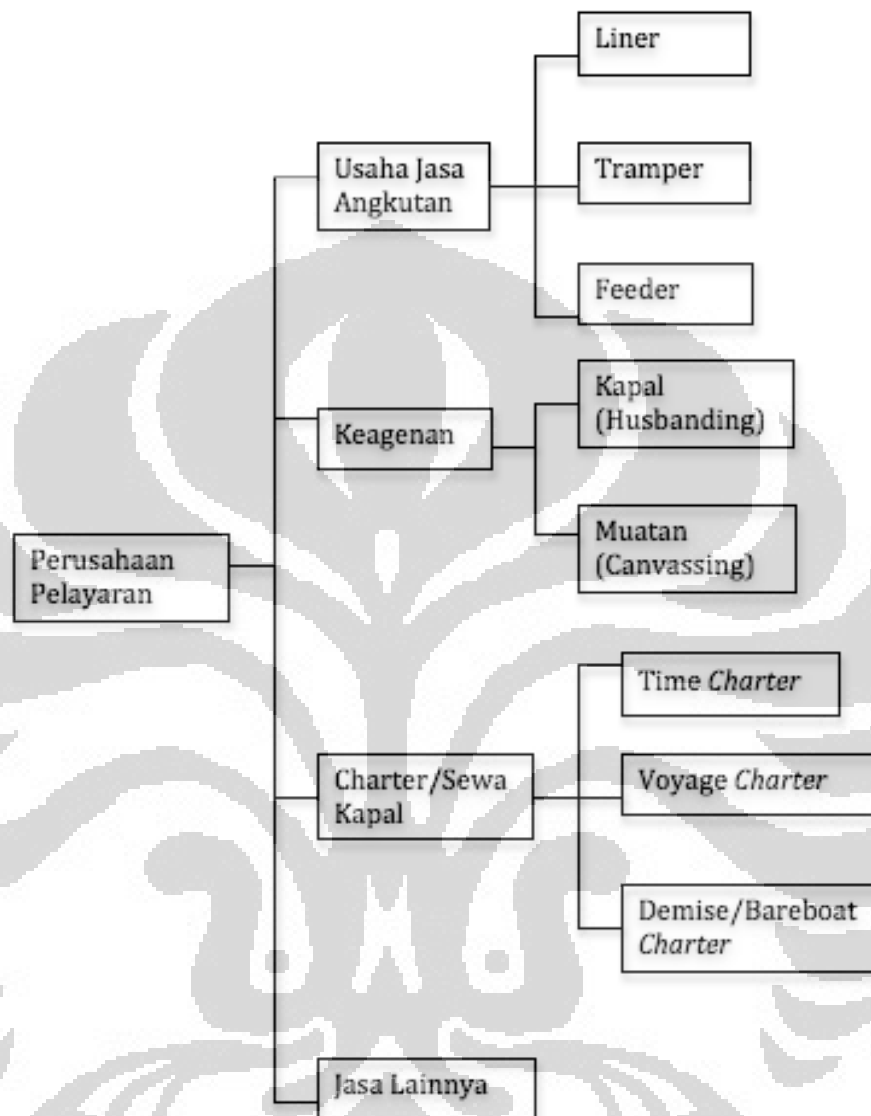 Perusahaan
Pelayaran
Usaha Jasa
Angkutan
Liner
Tramper
Feeder
Keagenan
Kapal
(Husbanding)
Muatan
(Canvassing)
Charter/Sewa
Kapal
Time Charter
Voyage Charter
Demise/Bareboat
Charter
Jasa Lainnya